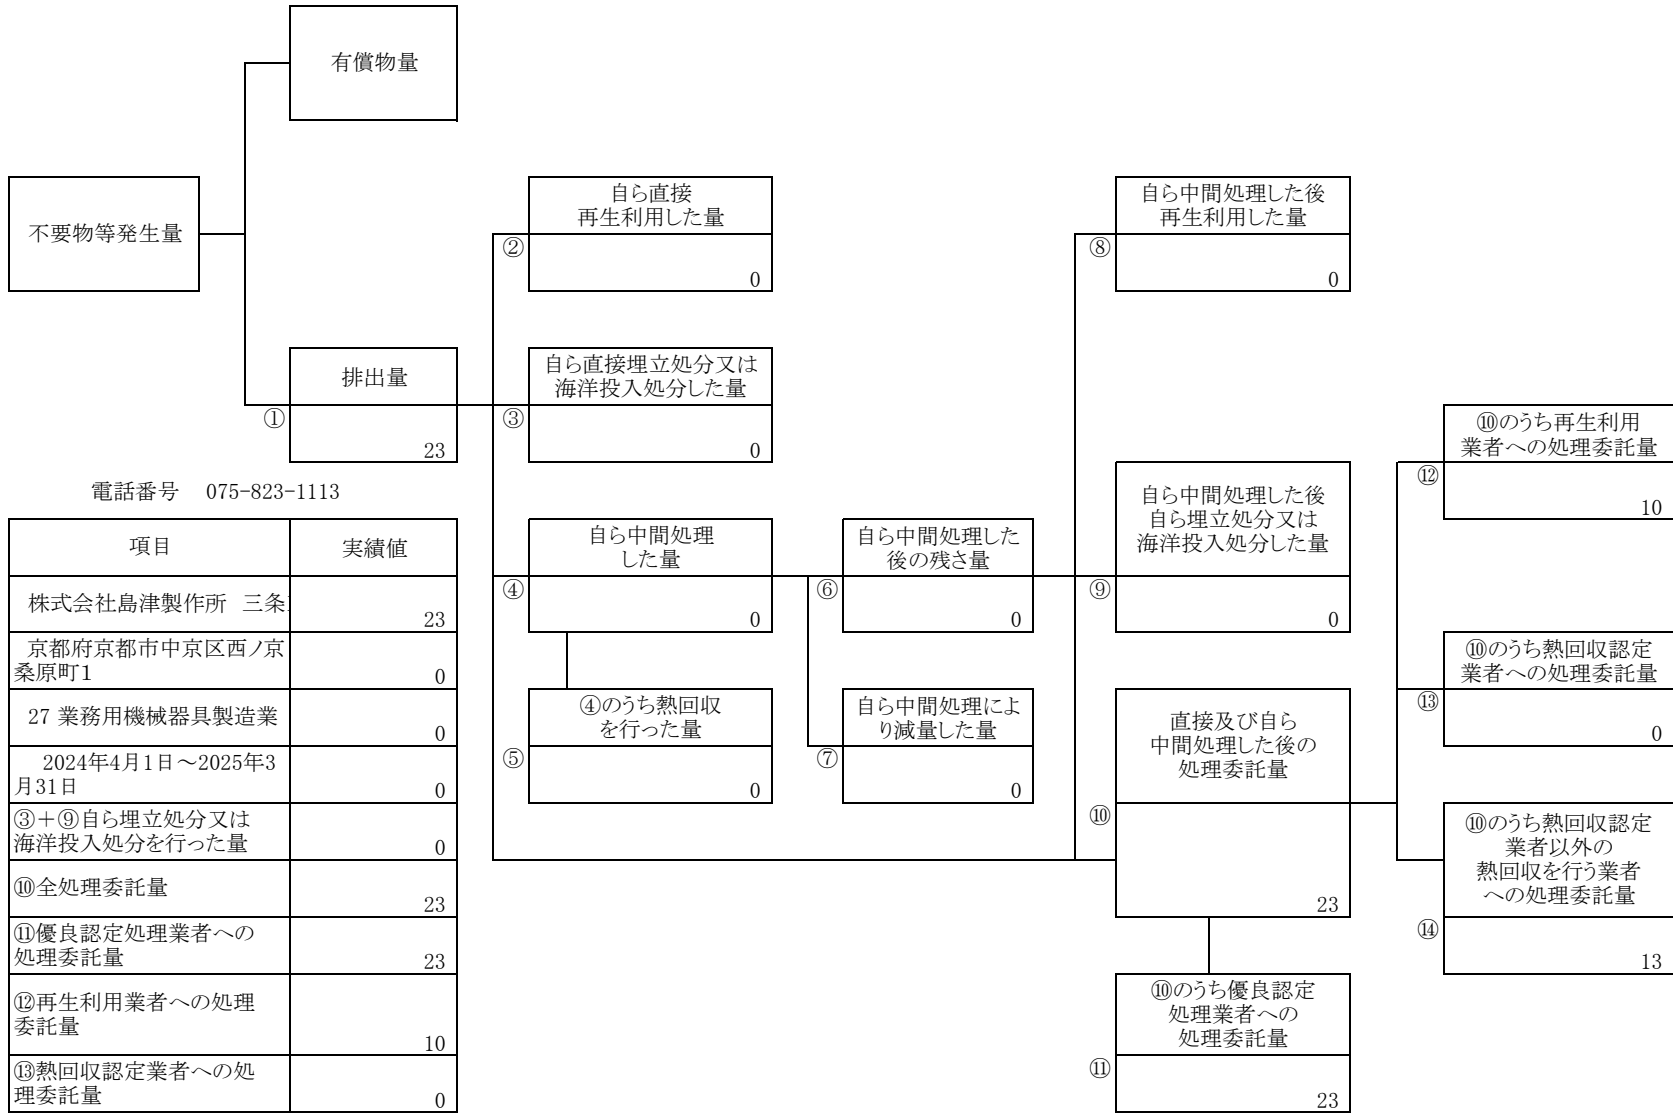 有償物量
不要物等発生量
自ら直接
再生利用した量
②
0
自ら中間処理した後
再生利用した量
⑧
0
排出量
①
23
自ら直接埋立処分又は
海洋投入処分した量
③
0
⑩のうち再生利用
業者への処理委託量
⑫
10
電話番号 075-823-1113
項目
実績値
株式会社島津製作所 三条
23
京都府京都市中京区西ノ京
桑原町1
0
27 業務用機械器具製造業
0
2024年4月1日～2025年3
月31日
0
③＋⑨自ら埋立処分又は
海洋投入処分を行った量
0
⑩全処理委託量
23
⑪優良認定処理業者への
処理委託量
23
⑫再生利用業者への処理
委託量
10
⑬熱回収認定業者への処
理委託量
0
自ら中間処理
した量
④
0
自ら中間処理した
後の残さ量
⑥
0
自ら中間処理した後
自ら埋立処分又は
海洋投入処分した量
⑨
0
④のうち熱回収
を行った量
⑤
0
自ら中間処理によ
り減量した量
⑦
0
直接及び自ら
中間処理した後の
処理委託量
⑩
23
⑩のうち熱回収認定
業者への処理委託量
⑬
0
⑩のうち熱回収認定
業者以外の
熱回収を行う業者
への処理委託量
⑭
13
⑩のうち優良認定
処理業者への
処理委託量
⑪
23